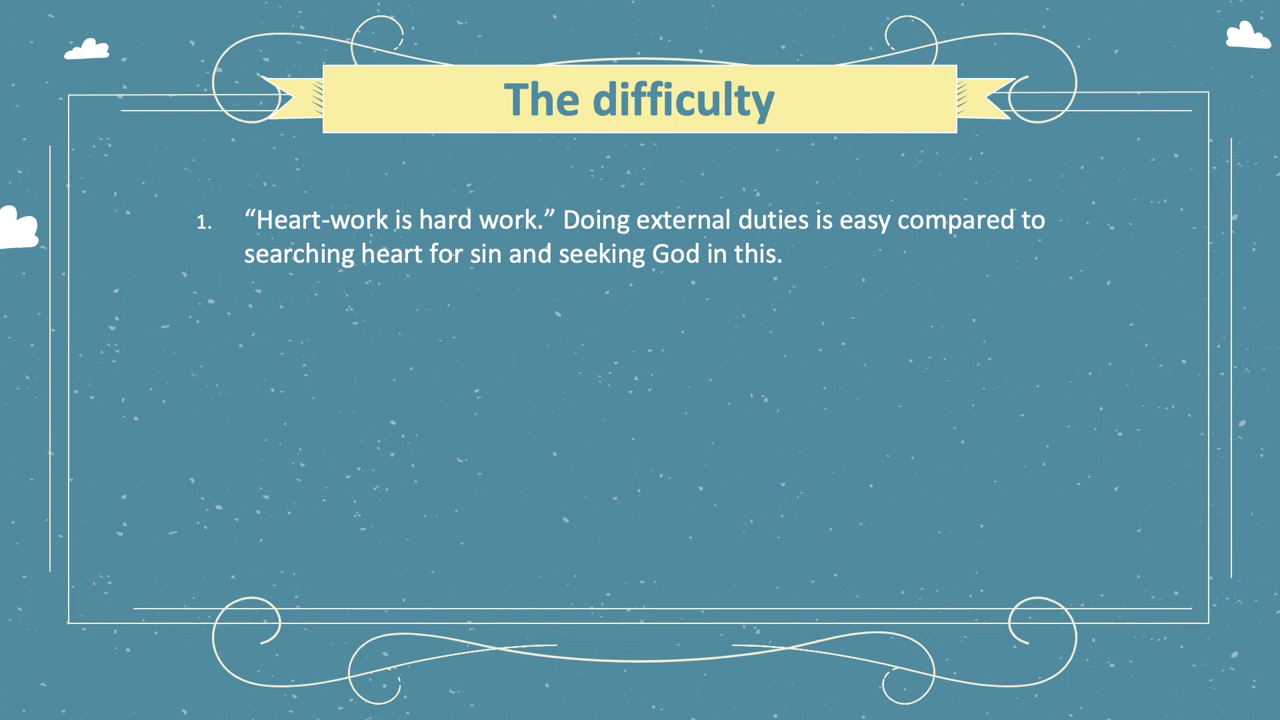 The difficulty
1. “Heart-work is hard work.” Doing external duties is easy compared to
searching heart for sin and seeking God in this.